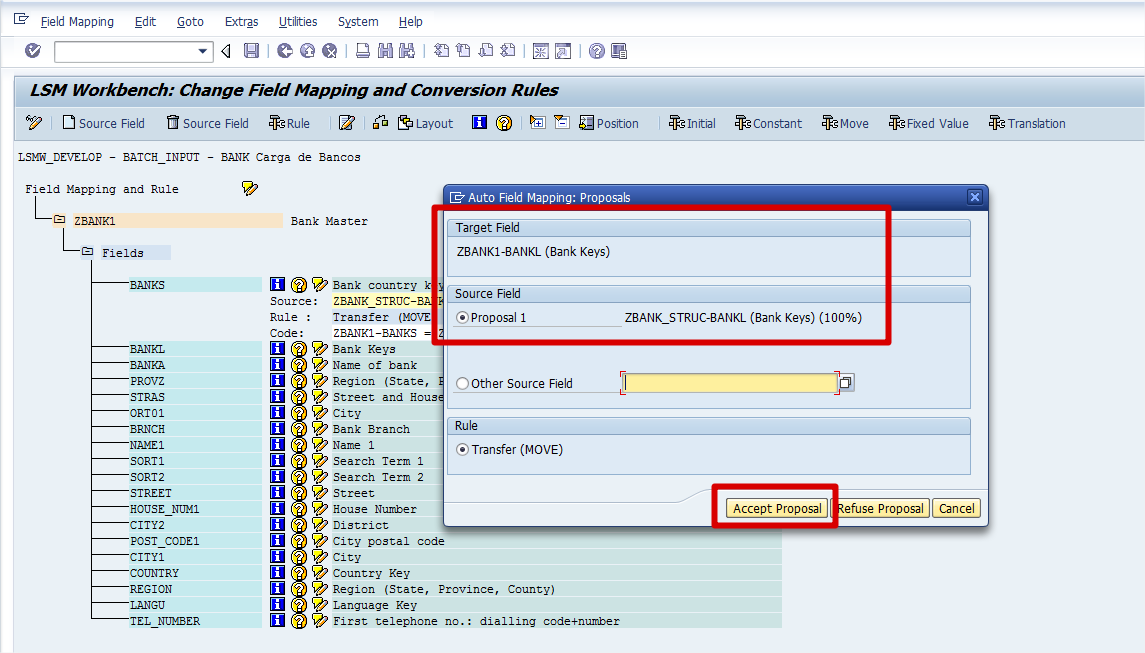 Field Mapping Edit Goto Extras Utilities System Help
LSM Workbench: Change Field Mapping and Conversion Rules
Source Field Source Field Rule Layout Position Initial Constant Move Fixed Value Translation
LSMW_DEVELOP - BATCH_INPUT - BANK Carga de Bancos
Field Mapping and Rule
ZBANK1 Bank Master
Fields
BANKS Bank country key
Source: ZBANK_STRUC-BANK
Rule : Transfer (MOVE
Code: ZBANK1-BANKS = Z
BANKL Bank Keys
BANKA Name of bank
PROVZ Region (State, P
STRAS Street and House
ORT01 City
BRNCH Bank Branch
NAME1 Name 1
SORT1 Search Term 1
SORT2 Search Term 2
STREET Street
HOUSE_NUM1 House Number
CITY2 District
POST_CODE1 City postal code
CITY1 City
COUNTRY Country Key
REGION Region (State, Province, County)
LANGU Language Key
TEL_NUMBER First telephone no.: dialling code+number
Auto Field Mapping: Proposals
Target Field
ZBANK1-BANKL (Bank Keys)
Source Field
Proposal 1 ZBANK_STRUC-BANKL (Bank Keys) (100%)
Other Source Field
Rule
Transfer (MOVE)
Accept Proposal Refuse Proposal Cancel